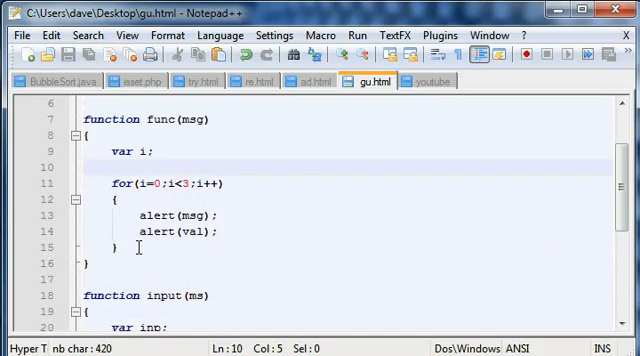 C:\Users\dave\Desktop\gu.html - Notepad++
File Edit Search View Format Language Settings Macro Run TextFX Plugins Window ? X
BubbleSort.java isset.php try.html re.html ad.html gu.html youtube
6
7 function func(msg)
8 {
9 var i;
10
11 for(i=0;i<3;i++)
12 {
13 alert(msg);
14 alert(val);
15 }
16 }
17
18 function input(ms)
19 {
20 var inp;
Hyper T nb char: 420 Ln: 10 Col: 5 Sel: 0 Dos\Windows ANSI INS